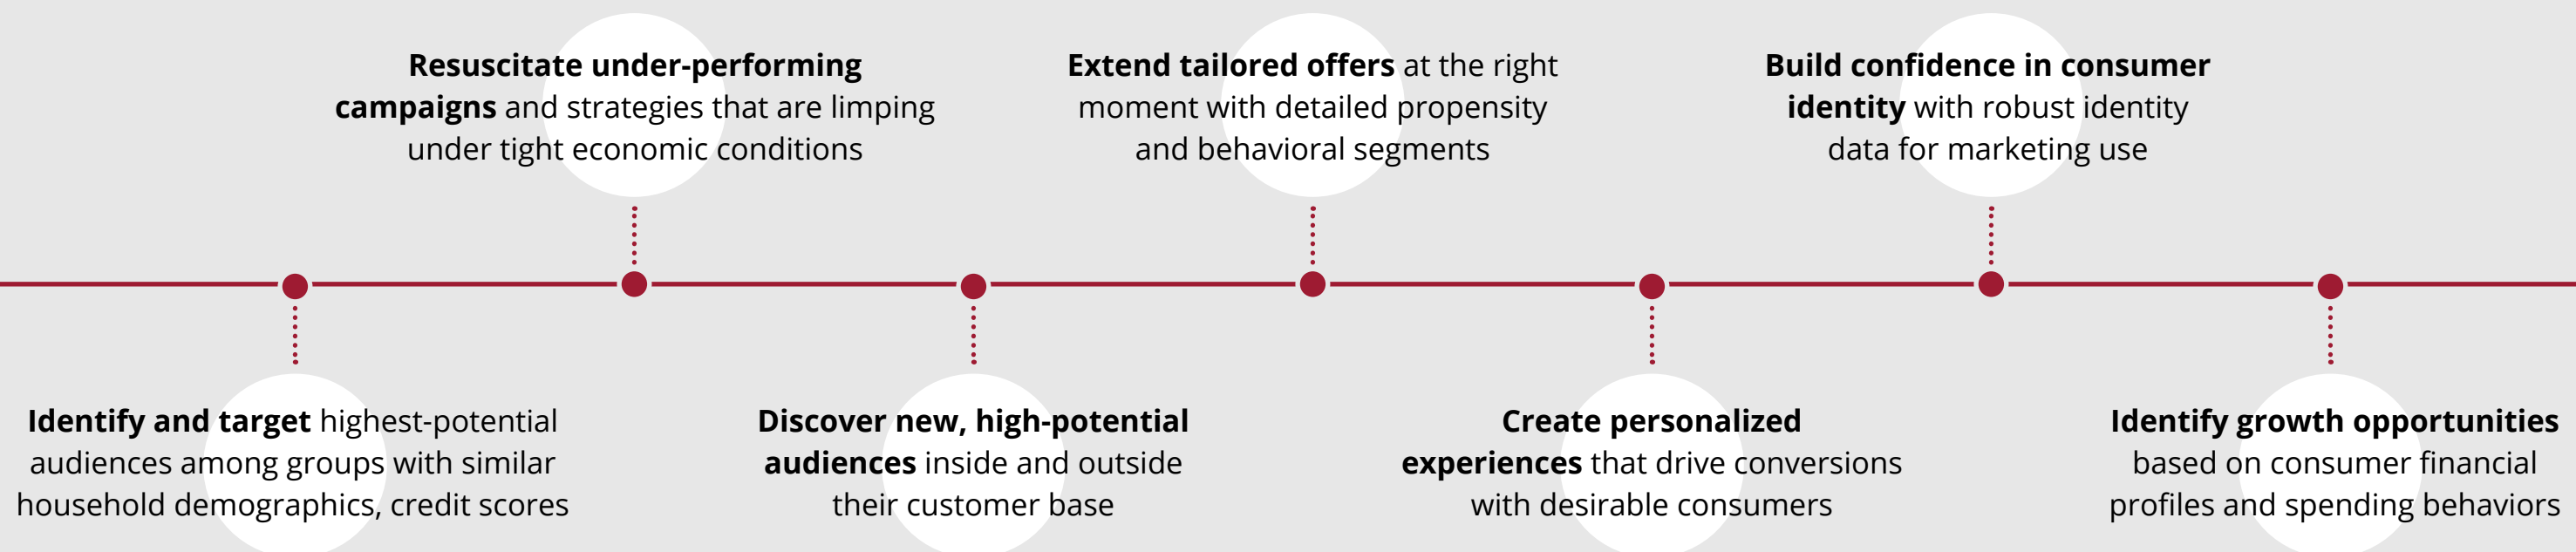 Resuscitate under-performing
campaigns and strategies that are limping
under tight economic conditions
Extend tailored offers at the right
moment with detailed propensity
and behavioral segments
Build confidence in consumer
identity with robust identity
data for marketing use
Identify and target highest-potential
audiences among groups with similar
household demographics, credit scores
Discover new, high-potential
audiences inside and outside
their customer base
Create personalized
experiences that drive conversions
with desirable consumers
Identify growth opportunities
based on consumer financial
profiles and spending behaviors